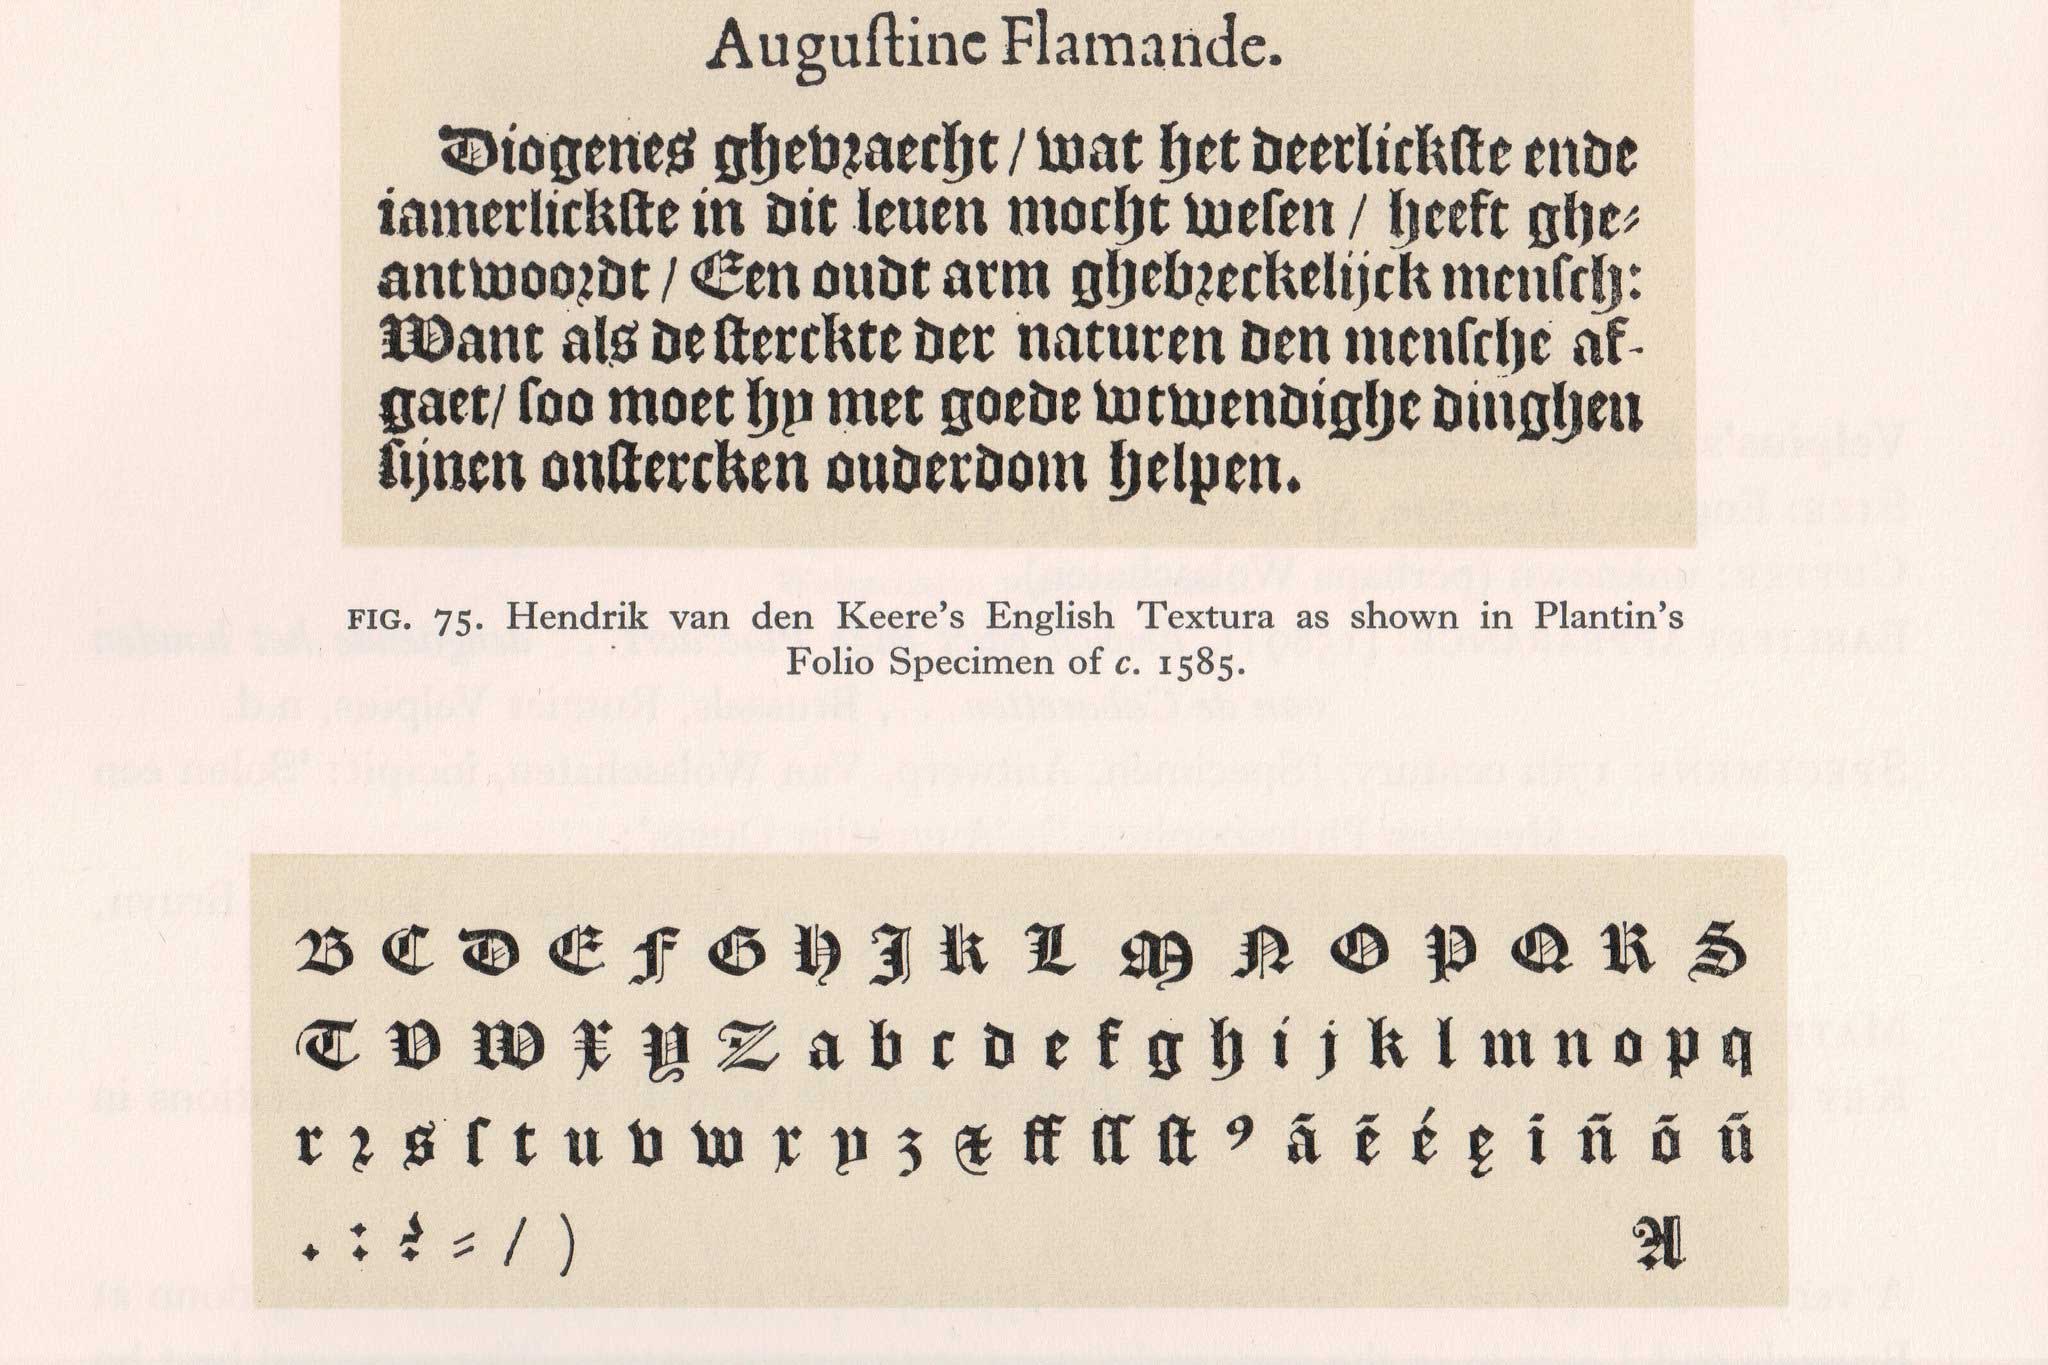 Auguſtine Flamande.
Diogenes ghevꝛaecht / wat het deerlickſte ende
iamerlickſte in dit leuen mocht weſen / heeft ghe⸗
antwooꝛdt / Een oudt arm ghebꝛeckelijck menſch:
Want als de ſterckte der naturen den menſche af-
gaet/ ſoo moet hy met goede wtwendighe dinghen
ſijnen onſtercken ouderdom helpen.
FIG. 75. Hendrik van den Keere's English Textura as shown in Plantin's
Folio Specimen of c. 1585.
B C D E F G H J K L M N O P Q R S
T V W X Y Z a b c d e f g h i j k l m n o p q
r ꝛ s ſ t u v w x y z & ff ſſ ſt ꝯ ā ē é ę i n̄ ō ū
. : ? ⸗ / ) A